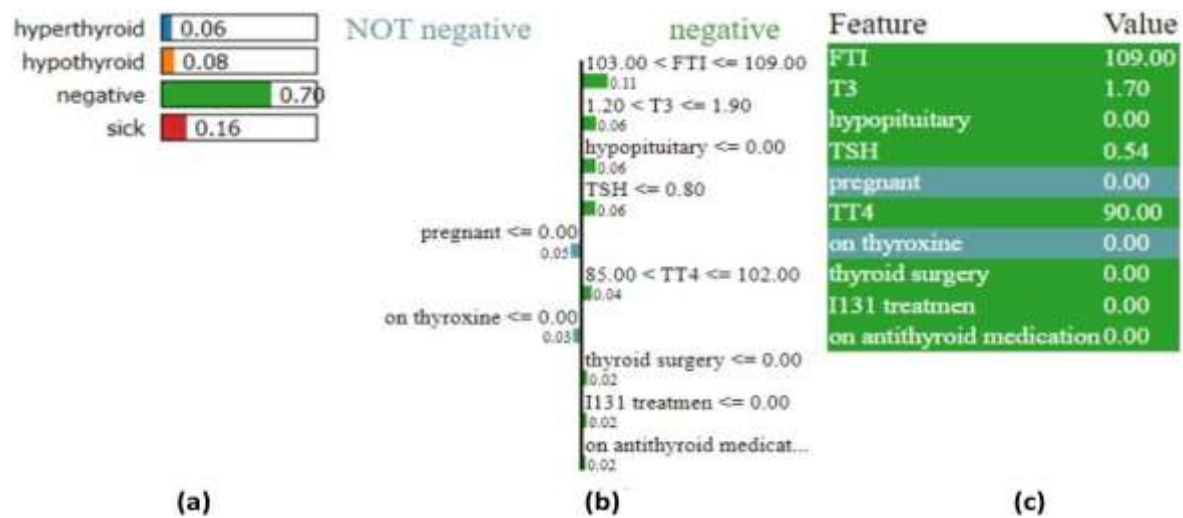 hyperthyroid 0.06
hypothyroid 0.08
negative 0.70
sick 0.16
(a)
NOT negative negative
103.00 < FTI <= 109.00
0.11
1.20 < T3 <= 1.90
0.06
hypopituitary <= 0.00
0.06
TSH <= 0.80
0.06
pregnant <= 0.00
0.05
85.00 < TT4 <= 102.00
0.04
on thyroxine <= 0.00
0.03
thyroid surgery <= 0.00
0.02
I131 treatmen <= 0.00
0.02
on antithyroid medicat...
0.02
(b)
Feature Value
FTI 109.00
T3 1.70
hypopituitary 0.00
TSH 0.54
pregnant 0.00
TT4 90.00
on thyroxine 0.00
thyroid surgery 0.00
I131 treatmen 0.00
on antithyroid medication 0.00
(c)